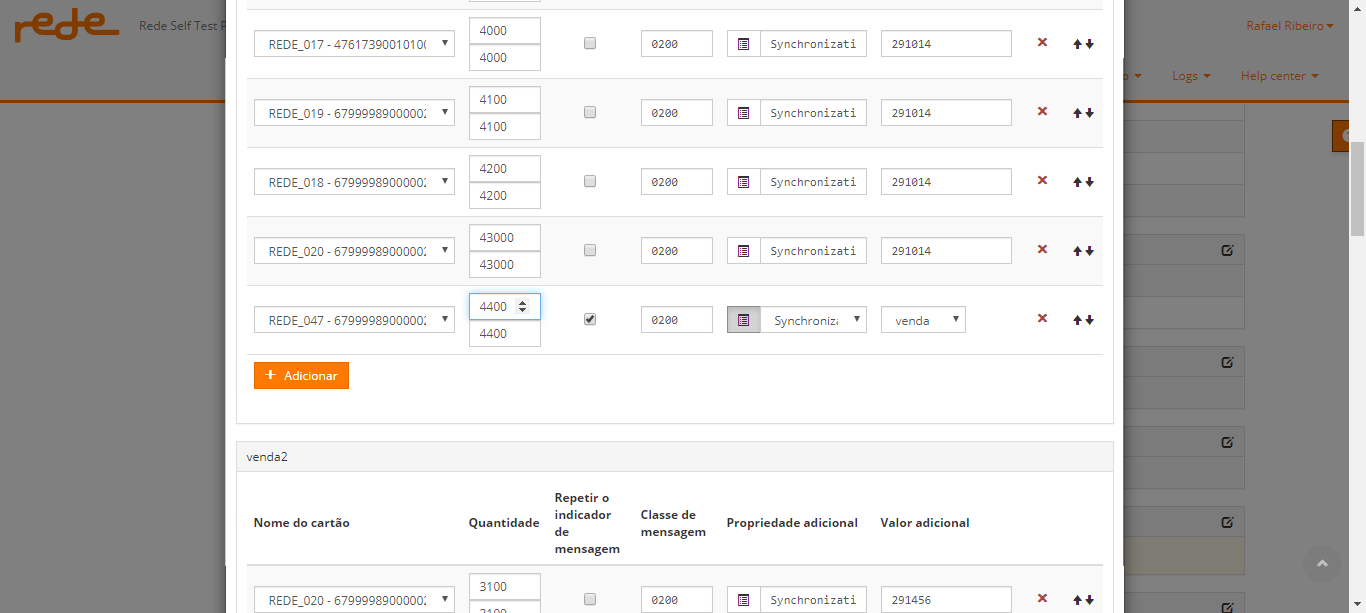 rede
Rede Self Test P
Rafael Ribeiro
Logs
Help center
REDE_017 - 4761739001010
4000
4000
0200
Synchronizati
291014
REDE_019 - 6799998900002
4100
4100
0200
Synchronizati
291014
REDE_018 - 6799998900002
4200
4200
0200
Synchronizati
291014
REDE_020 - 6799998900002
43000
43000
0200
Synchronizati
291014
REDE_047 - 6799998900002
4400
4400
0200
Synchroniz
venda
+ Adicionar
venda2
Nome do cartão
Quantidade
Repetir o
indicador
de
mensagem
Classe de
mensagem
Propriedade adicional
Valor adicional
REDE_020 - 6799998900002
3100
3100
0200
Synchronizati
291456